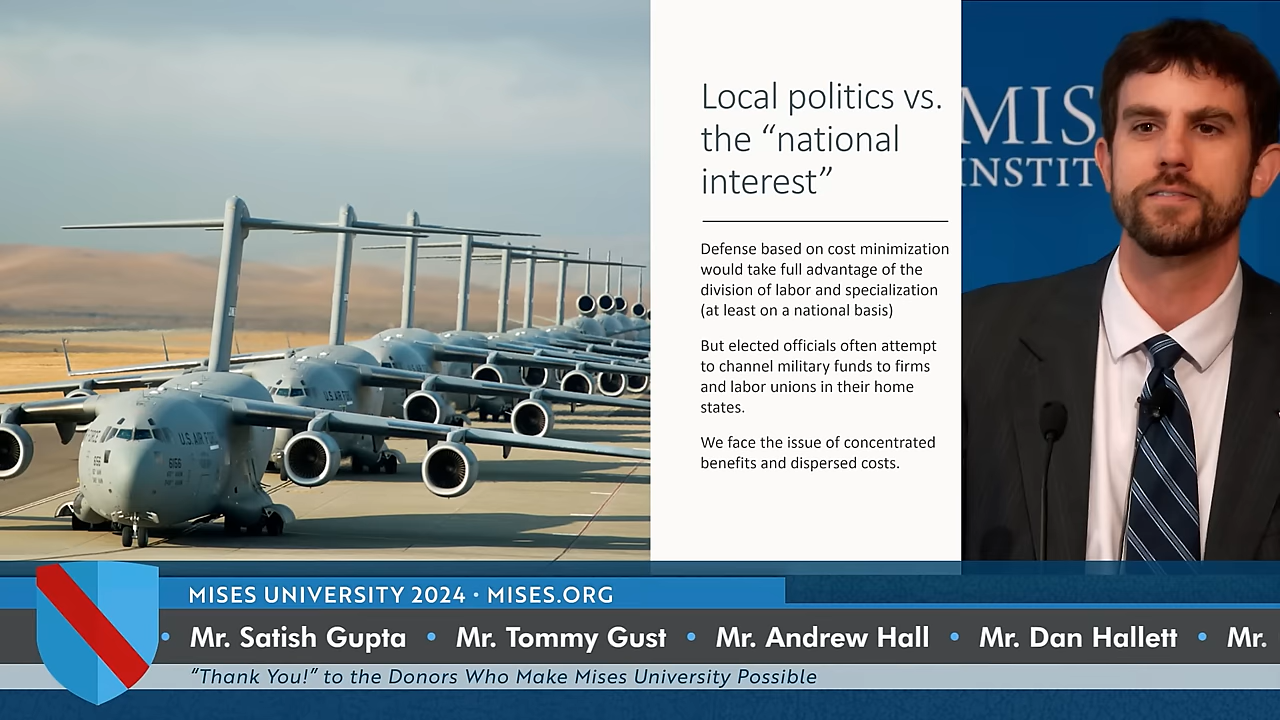 Local politics vs.
the “national
interest”
Defense based on cost minimization
would take full advantage of the
division of labor and specialization
(at least on a national basis)
But elected officials often attempt
to channel military funds to firms
and labor unions in their home
states.
We face the issue of concentrated
benefits and dispersed costs.
MIS
INSTIT
U.S. AIR FORCE
MISES UNIVERSITY 2024 • MISES.ORG
• Mr. Satish Gupta • Mr. Tommy Gust • Mr. Andrew Hall • Mr. Dan Hallett • Mr.
“Thank You!” to the Donors Who Make Mises University Possible